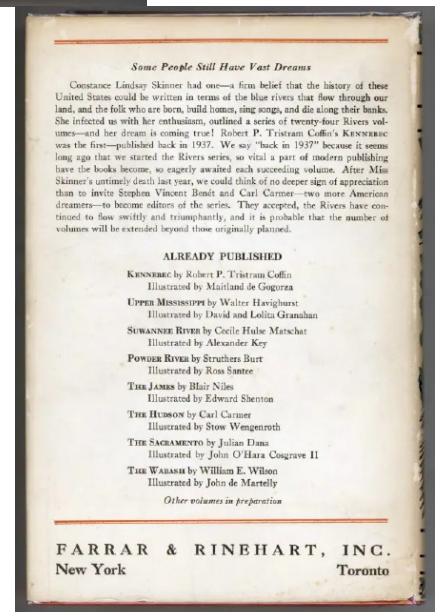 Some People Still Have Vast Dreams
Constance Lindsay Skinner had one—a firm belief that the history of these
United States could be written in terms of the blue rivers that flow through our
land, and the folk who are born, build homes, sing songs, and die along their banks.
She infected us with her enthusiasm, outlined a series of twenty-four Rivers vol-
umes—and her dream is coming true! Robert P. Tristram Coffin's KENNEBEC
was the first—published back in 1937. We say "back in 1937" because it seems
long ago that we started the Rivers series, so vital a part of modern publishing
have the books become, so eagerly awaited each succeeding volume. After Miss
Skinner's untimely death last year, we could think of no deeper sign of appreciation
than to invite Stephen Vincent Benét and Carl Carmer—two more American
dreamers—to become editors of the series. They accepted, the Rivers have con-
tinued to flow swiftly and triumphantly, and it is probable that the number of
volumes will be extended beyond those originally planned.
ALREADY PUBLISHED
KENNEBEC by Robert P. Tristram Coffin
Illustrated by Maitland de Gogorza
UPPER MISSISSIPPI by Walter Havighurst
Illustrated by David and Lolita Granahan
SUWANNEE RIVER by Cecile Hulse Matschat
Illustrated by Alexander Key
POWDER RIVER by Struthers Burt
Illustrated by Ross Santee
THE JAMES by Blair Niles
Illustrated by Edward Shenton
THE HUDSON by Carl Carmer
Illustrated by Stow Wengenroth
THE SACRAMENTO by Julian Dana
Illustrated by John O'Hara Cosgrave II
THE WABASH by William E. Wilson
Illustrated by John de Martelly
Other volumes in preparation
FARRAR & RINEHART, INC.
New York Toronto